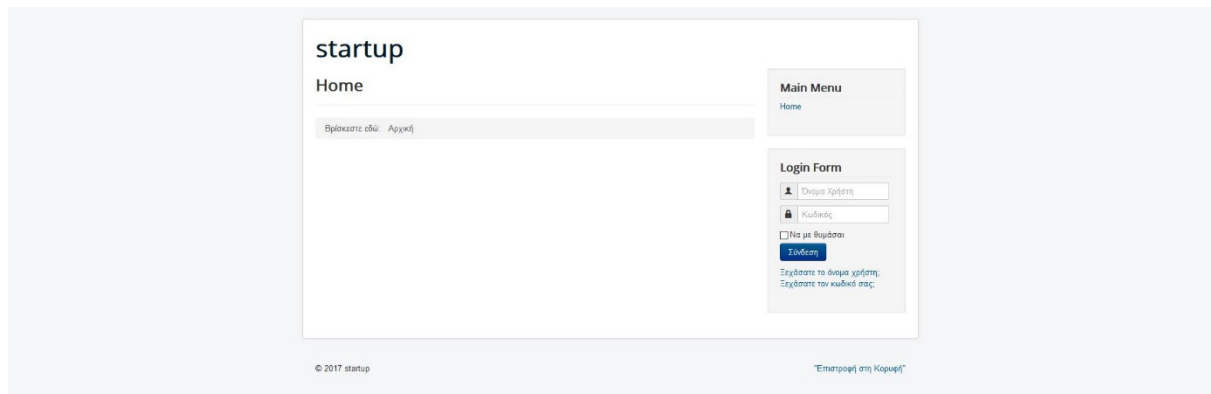 startup
Home
Βρίσκεστε εδώ: Αρχική
Main Menu
Home
Login Form
Όνομα Χρήστη
Κωδικός
Να με θυμάσαι
Σύνδεση
Ξεχάσατε το όνομα χρήστη;
Ξεχάσατε τον κωδικό σας;
© 2017 startup
"Επιστροφή στη Κορυφή"